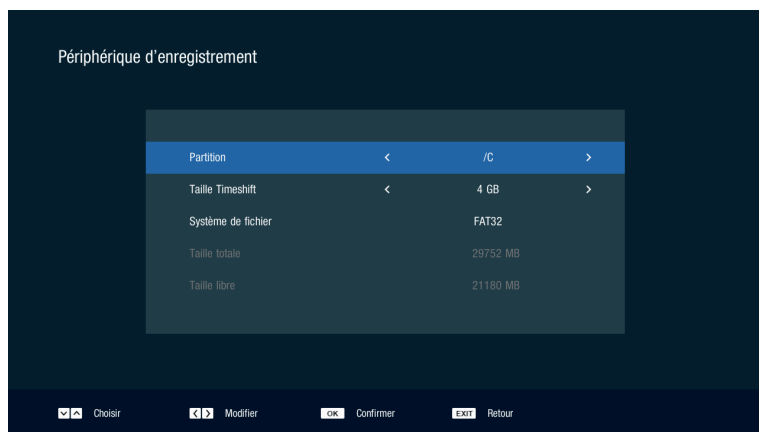 Périphérique d'enregistrement
Partition < /C >
Taille Timeshift < 4 GB >
Système de fichier FAT32
Taille totale 29752 MB
Taille libre 21180 MB
Choisir < > Modifier OK Confirmer EXIT Retour